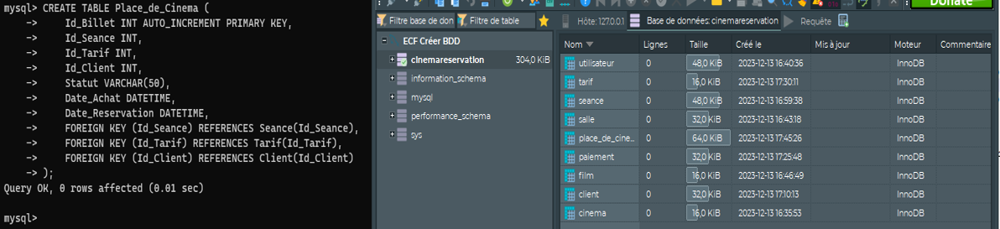 mysql> CREATE TABLE Place_de_Cinema (
    ->     Id_Billet INT AUTO_INCREMENT PRIMARY KEY,
    ->     Id_Seance INT,
    ->     Id_Tarif INT,
    ->     Id_Client INT,
    ->     Statut VARCHAR(50),
    ->     Date_Achat DATETIME,
    ->     Date_Reservation DATETIME,
    ->     FOREIGN KEY (Id_Seance) REFERENCES Seance(Id_Seance),
    ->     FOREIGN KEY (Id_Tarif) REFERENCES Tarif(Id_Tarif),
    ->     FOREIGN KEY (Id_Client) REFERENCES Client(Id_Client)
    -> );
Query OK, 0 rows affected (0.01 sec)
mysql>
Donate
Filtre base de don Filtre de table
ECF Créer BDD
cinemareservation 304,0 KiB
information_schema
mysql
performance_schema
sys
Hôte: 127.0.0.1 Base de données: cinemareservation Requête
Nom Lignes Taille Créé le Mis à jour Moteur Commentaire
utilisateur 0 48,0 KiB 2023-12-13 16:40:36 InnoDB
tarif 0 16,0 KiB 2023-12-13 17:30:11 InnoDB
seance 0 48,0 KiB 2023-12-13 16:59:38 InnoDB
salle 0 32,0 KiB 2023-12-13 16:43:18 InnoDB
place_de_cine... 0 64,0 KiB 2023-12-13 17:45:26 InnoDB
paiement 0 32,0 KiB 2023-12-13 17:25:48 InnoDB
film 0 16,0 KiB 2023-12-13 16:46:49 InnoDB
client 0 32,0 KiB 2023-12-13 17:10:13 InnoDB
cinema 0 16,0 KiB 2023-12-13 16:35:53 InnoDB